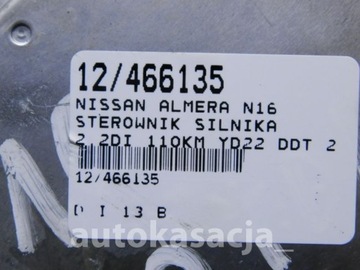 12/466135
NISSAN ALMERA N16
STEROWNIK SILNIKA
2.2DI 110KM YD22 DDT 2
12/466135
D I 13 B
autokasacja